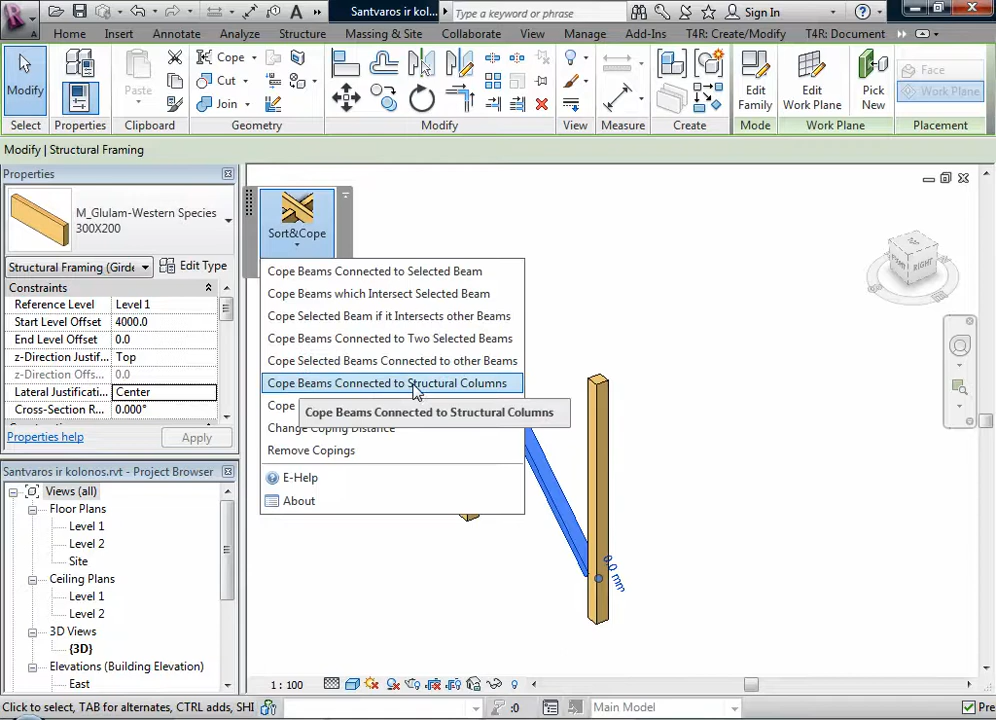 Santvaros ir kol...
Type a keyword or phrase
Sign In
Home Insert Annotate Analyze Structure Massing & Site Collaborate View Manage Add-Ins T4R: Create/Modify T4R: Document
Modify
Paste
Cope
Cut
Join
Edit Family
Edit Work Plane
Pick New
Face
Work Plane
Select Properties Clipboard Geometry Modify View Measure Create Mode Work Plane Placement
Modify | Structural Framing
Properties
M_Glulam-Western Species
300X200
Structural Framing (Girde
Edit Type
Constraints
Reference Level Level 1
Start Level Offset 4000.0
End Level Offset 0.0
z-Direction Justif... Top
z-Direction Offs... 0.0
Lateral Justificati... Center
Cross-Section R... 0.000°
Properties help
Apply
Santvaros ir kolonos.rvt - Project Browser
Views (all)
Floor Plans
Level 1
Level 2
Site
Ceiling Plans
Level 1
Level 2
3D Views
{3D}
Elevations (Building Elevation)
East
Sort&Cope
Cope Beams Connected to Selected Beam
Cope Beams which Intersect Selected Beam
Cope Selected Beam if it Intersects other Beams
Cope Beams Connected to Two Selected Beams
Cope Selected Beams Connected to other Beams
Cope Beams Connected to Structural Columns
Cope
Cope Beams Connected to Structural Columns
Change Coping Distance
Remove Copings
E-Help
About
RIGHT
0.0 mm
1 : 100
Click to select, TAB for alternates, CTRL adds, SHI
:0
Main Model
Pre